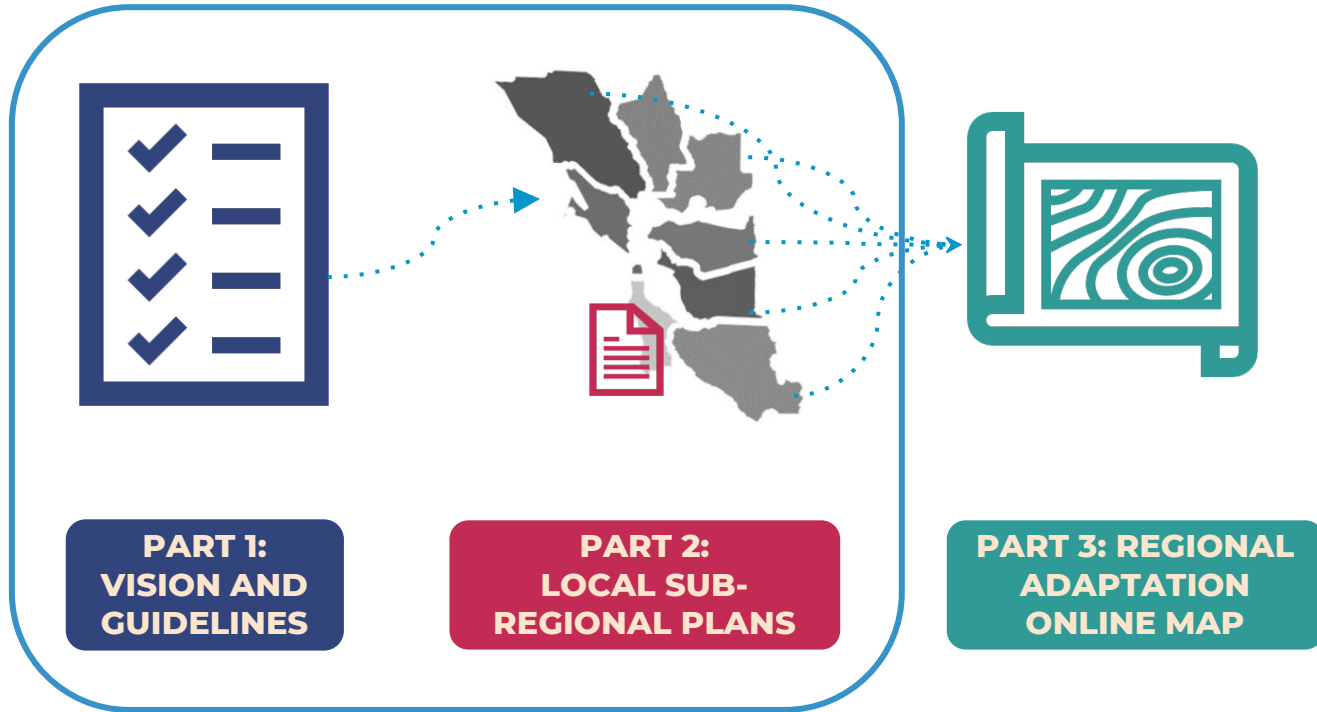 PART 1:
VISION AND
GUIDELINES
PART 2:
LOCAL SUB-
REGIONAL PLANS
PART 3: REGIONAL
ADAPTATION
ONLINE MAP